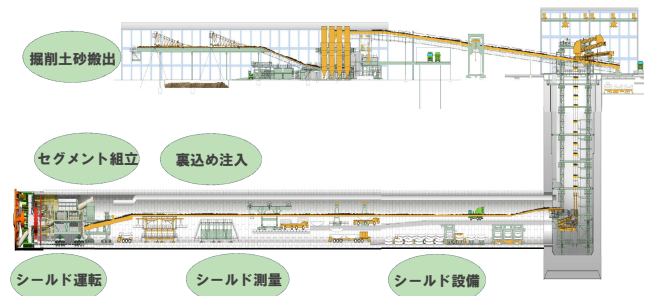 掘削土砂搬出
セグメント組立
裏込め注入
シールド運転
シールド測量
シールド設備